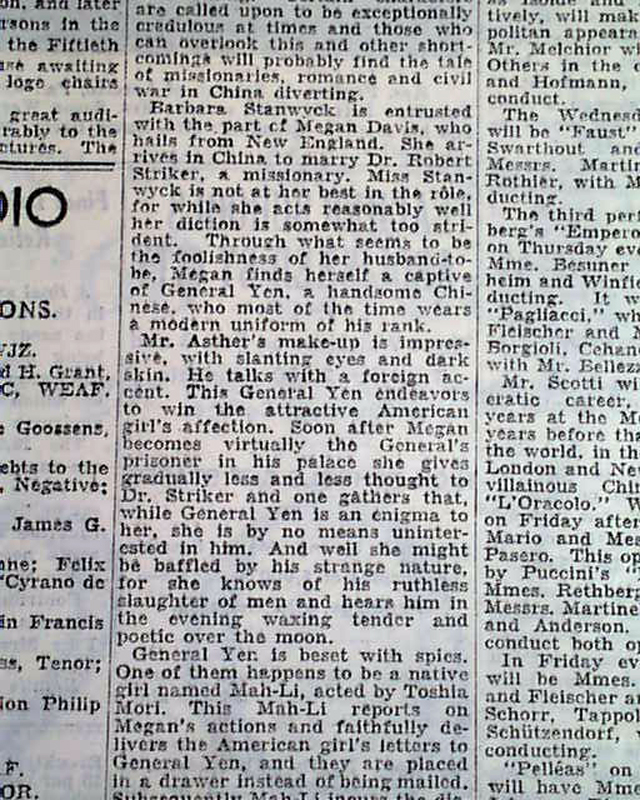 on, and later
rsons in the
the Fiftieth
ase awaiting
loge chairs
great audi-
rably to the
ctures. The
DIO
ONS.
WJZ.
d H. Grant,
C, WEAF.
Goossens,
ebts to the
Negative;
James G.
ane; Felix
"Cyrano de
in Francis
ss, Tenor;
Non Philip
F.
OR.
are called upon to be exceptionally
credulous at times and those who
can overlook this and other short-
comings will probably find the tale
of missionaries, romance and civil
war in China diverting.
Barbara Stanwyck is entrusted
with the part of Megan Davis, who
hails from New England. She ar-
rives in China to marry Dr. Robert
Striker, a missionary. Miss Stan-
wyck is not at her best in the rôle,
for while she acts reasonably well
her diction is somewhat too stri-
dent. Through what seems to be
the foolishness of her husband-to-
be, Megan finds herself a captive
of General Yen, a handsome Chi-
nese, who most of the time wears
a modern uniform of his rank.
Mr. Asther's make-up is impres-
sive, with slanting eyes and dark
skin. He talks with a foreign ac-
cent. This General Yen endeavors
to win the attractive American
girl's affection. Soon after Megan
becomes virtually the General's
prisoner in his palace she gives
gradually less and less thought to
Dr. Striker and one gathers that,
while General Yen is an enigma to
her, she is by no means uninter-
ested in him. And well she might
be baffled by his strange nature,
for she knows of his ruthless
slaughter of men and hears him in
the evening waxing tender and
poetic over the moon.
General Yen is beset with spies.
One of them happens to be a native
girl named Mah-Li, acted by Toshia
Mori. This Mah-Li reports on
Megan's actions and faithfully de-
livers the American girl's letters to
General Yen, and they are placed
in a drawer instead of being mailed.
Subsequently Mah-Li incurs the dis-
tively, will mak
politan appeara
Mr. Melchior w
Others in the c
and Hofmann,
conduct.
The Wednesd
will be "Faust"
Swarthout and
Messrs. Martin
Rothier, with M
ducting.
The third per
berg's "Empero
on Thursday eve
Mme. Besuner
heim and Winfie
ducting. It w
"Pagliacci," wh
Fleischer and M
Borgioli, Cehan
with Mr. Bellezz
Mr. Scotti wi
eratic career,
years at the Me
years before the
the world, in th
London and Ne
villainous Chin
"L'Oracolo." W
on Friday after
Mario and Mes
Pasero. This op
by Puccini's "
Mmes. Rethberg
Messrs. Martine
and Anderson.
conduct both op
In Friday ev
will be Mmes.
and Fleischer an
Schorr, Tappo
Schützendorf,
conducting.
"Pelléas" on
will have Mme